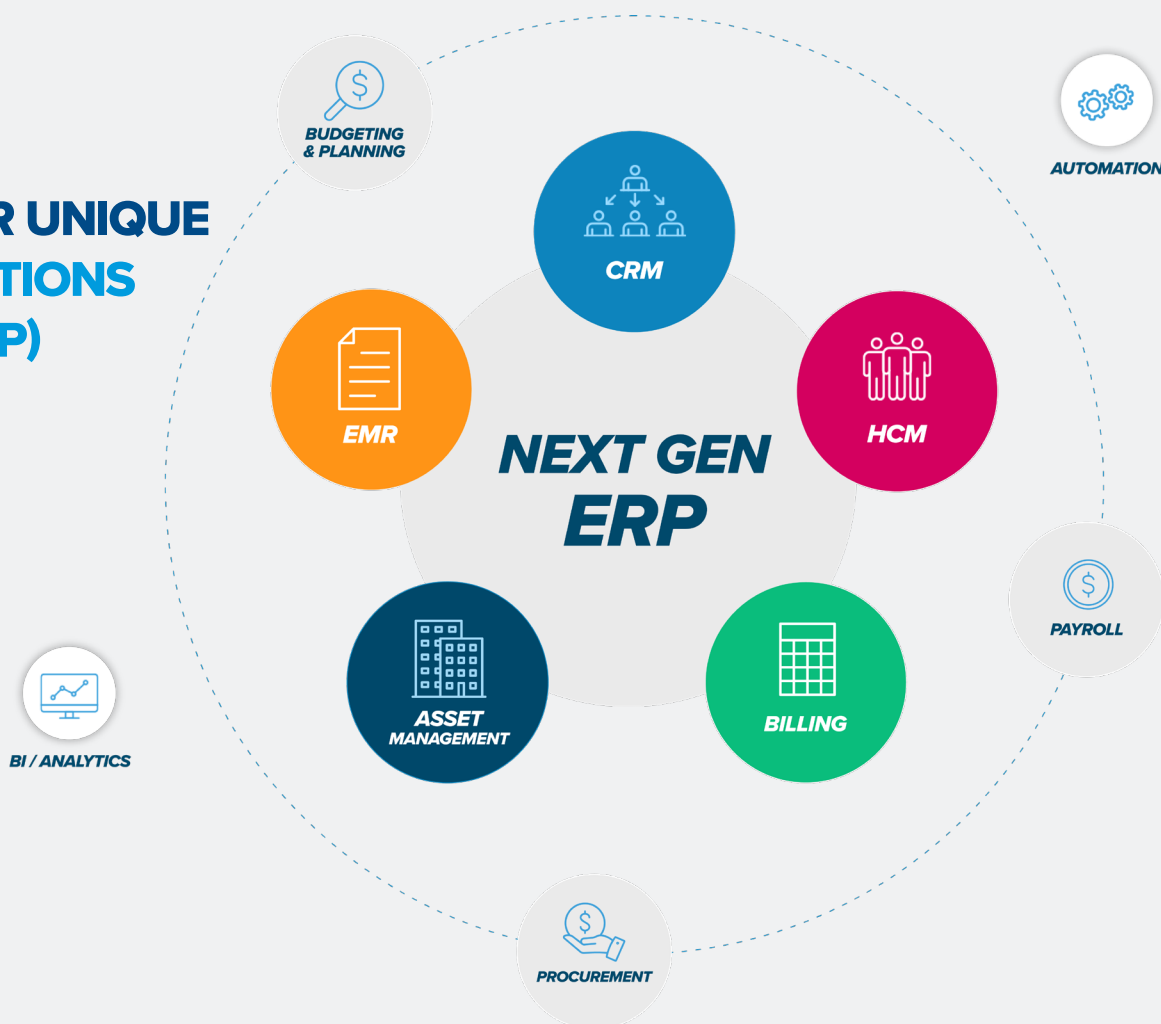 BUDGETING
& PLANNING
AUTOMATION
R UNIQUE
TIONS
P)
CRM
EMR
HCM
NEXT GEN
ERP
PAYROLL
ASSET
MANAGEMENT
BILLING
BI / ANALYTICS
PROCUREMENT